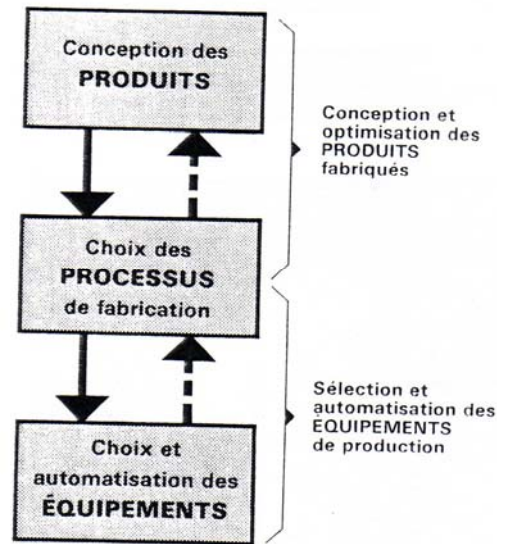 Conception des
PRODUITS
Conception et
optimisation des
PRODUITS
fabriqués
Choix des
PROCESSUS
de fabrication
Sélection et
automatisation des
ÉQUIPEMENTS
de production
Choix et
automatisation des
ÉQUIPEMENTS